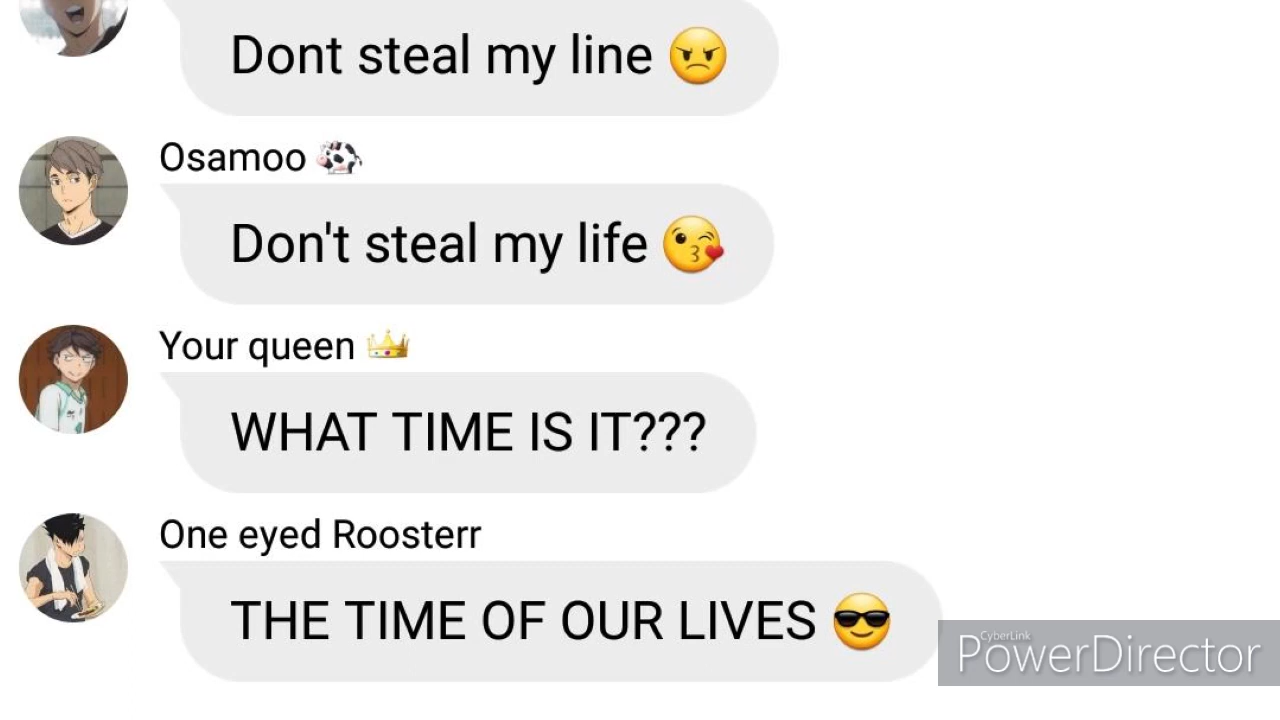 Dont steal my line 😠
Osamoo 🐄
Don't steal my life 😘
Your queen 👑
WHAT TIME IS IT???
One eyed Roosterr
THE TIME OF OUR LIVES 😎
CyberLink
PowerDirector